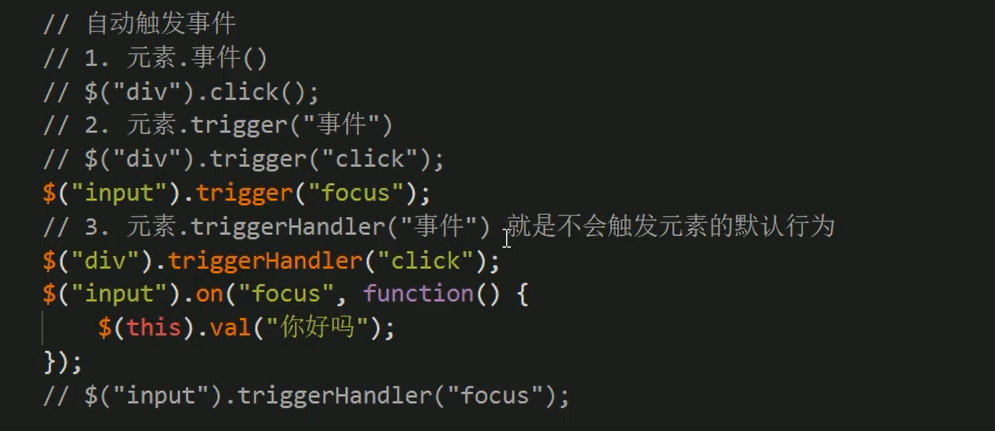 // 自动触发事件
// 1. 元素.事件()
// $("div").click();
// 2. 元素.trigger("事件")
// $("div").trigger("click");
$("input").trigger("focus");
// 3. 元素.triggerHandler("事件") 就是不会触发元素的默认行为
$("div").triggerHandler("click");
$("input").on("focus", function() {
    $(this).val("你好吗");
});
// $("input").triggerHandler("focus");